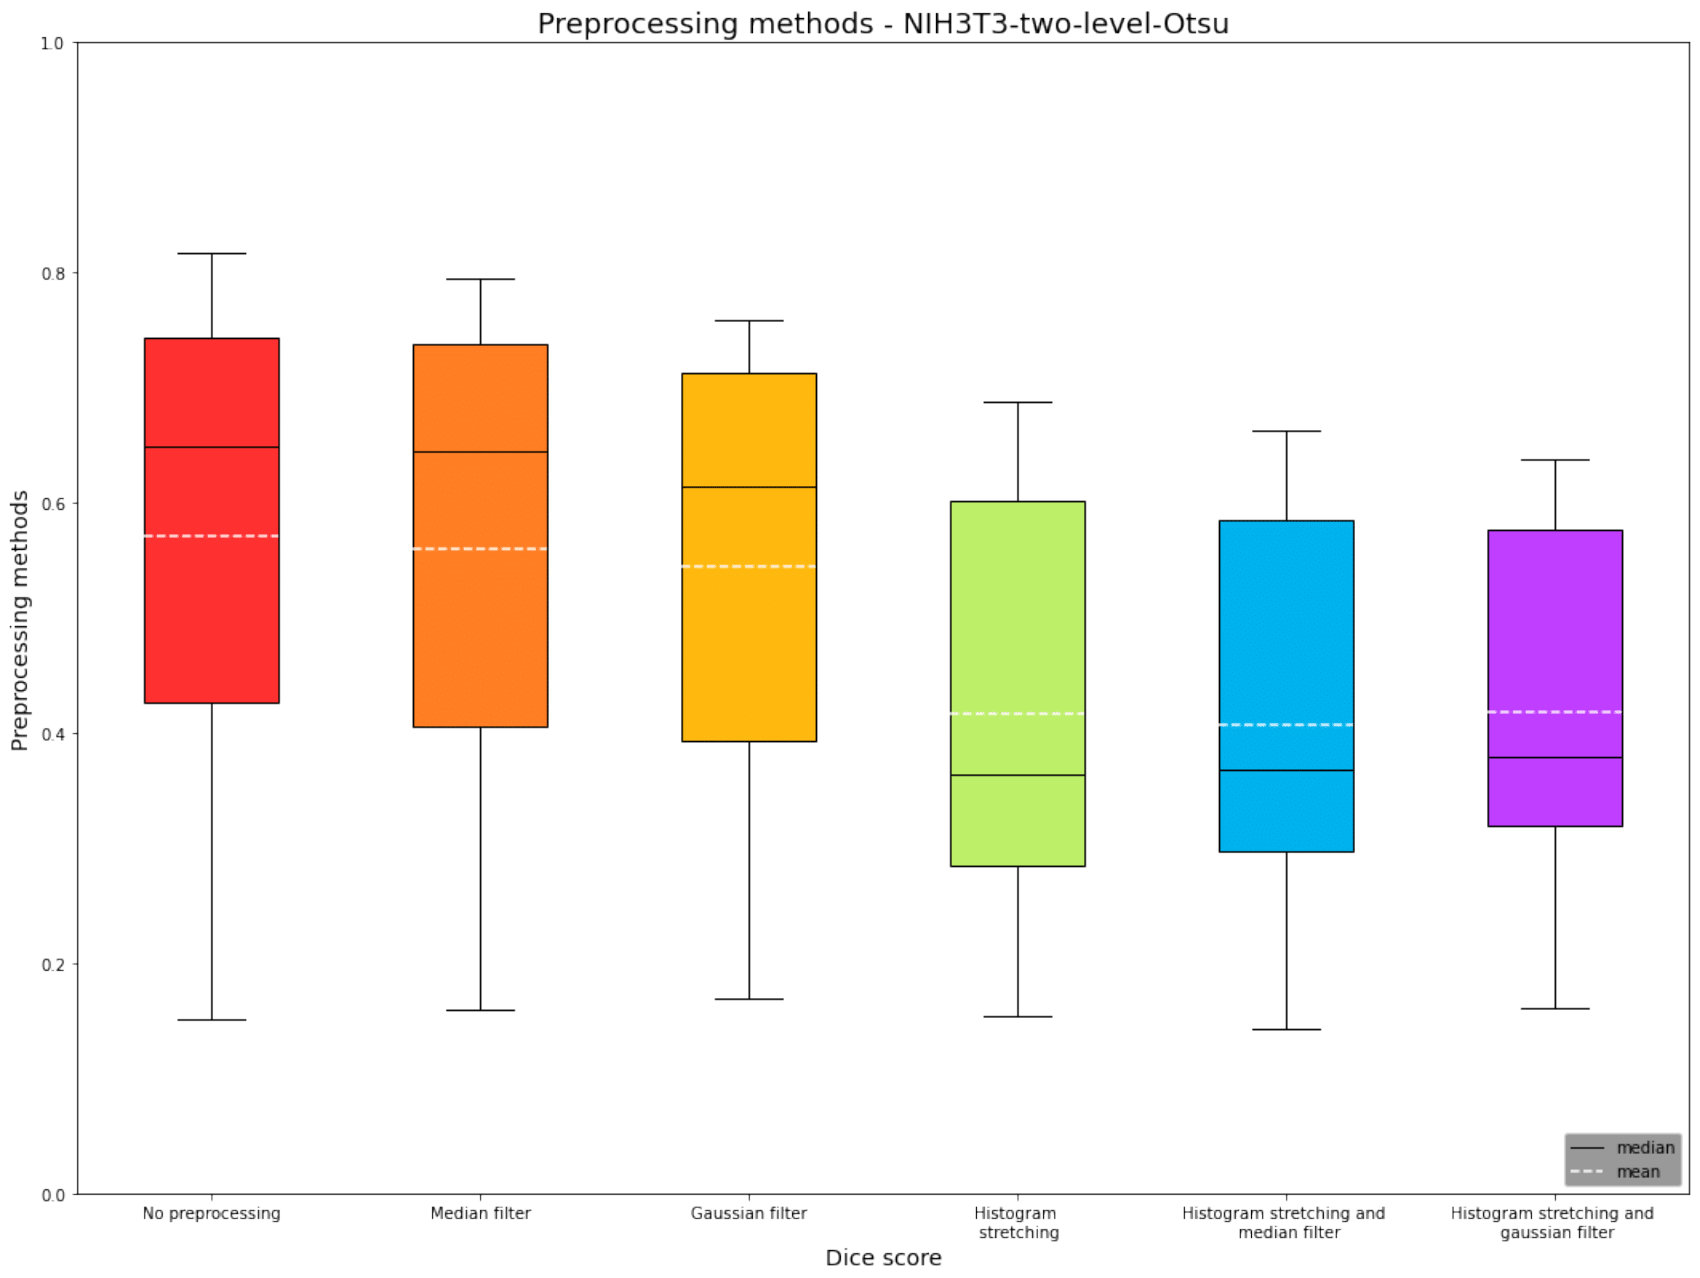 Preprocessing methods - NIH3T3-two-level-Otsu
1.0
0.8
0.6
0.4
0.2
0.0
Preprocessing methods
median
mean
No preprocessing
Median filter
Gaussian filter
Histogram
stretching
Histogram stretching and
median filter
Histogram stretching and
gaussian filter
Dice score